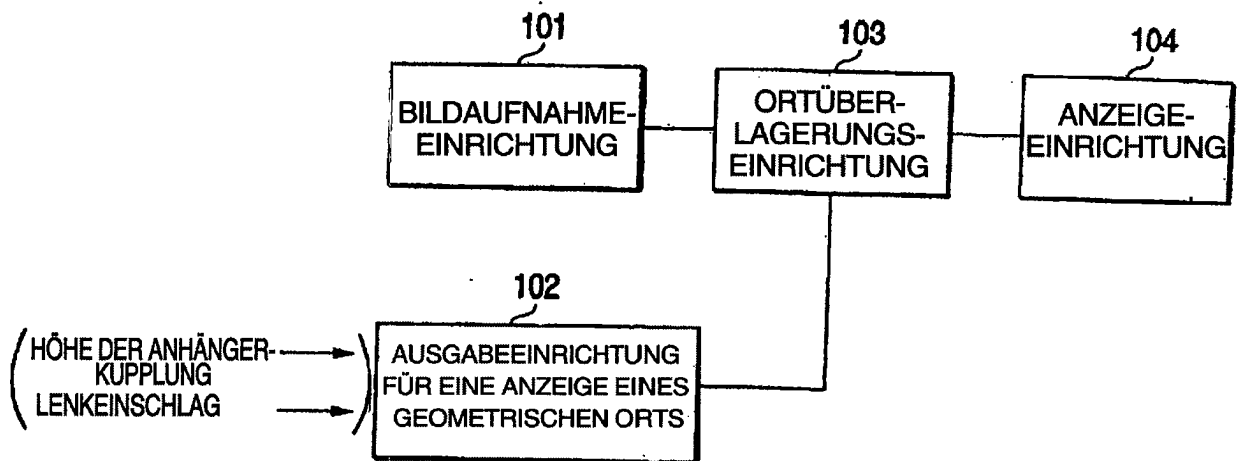 101
BILDAUFNAHME-
EINRICHTUNG
103
ORTÜBER-
LAGERUNGS-
EINRICHTUNG
104
ANZEIGE-
EINRICHTUNG
102
AUSGABEEINRICHTUNG
FÜR EINE ANZEIGE EINES
GEOMETRISCHEN ORTS
HÖHE DER ANHÄNGER-
KUPPLUNG
LENKEINSCHLAG